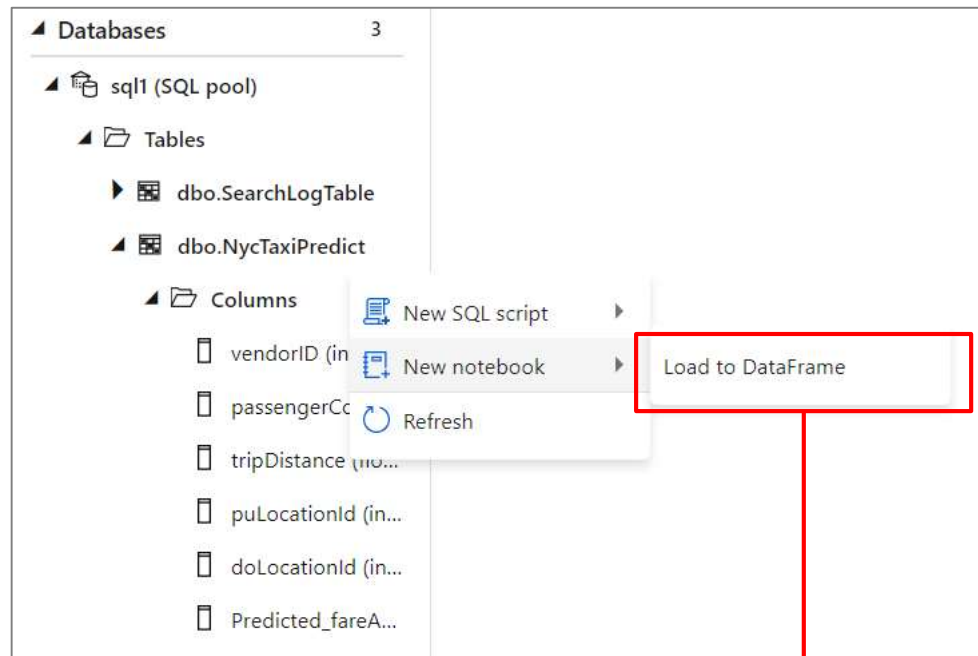 Databases 3
sql1 (SQL pool)
Tables
dbo.SearchLogTable
dbo.NycTaxiPredict
Columns
New SQL script
vendorID (in
New notebook
Load to DataFrame
passengerCo
Refresh
tripDistance (flo...
puLocationId (in...
doLocationId (in...
Predicted_fareA...